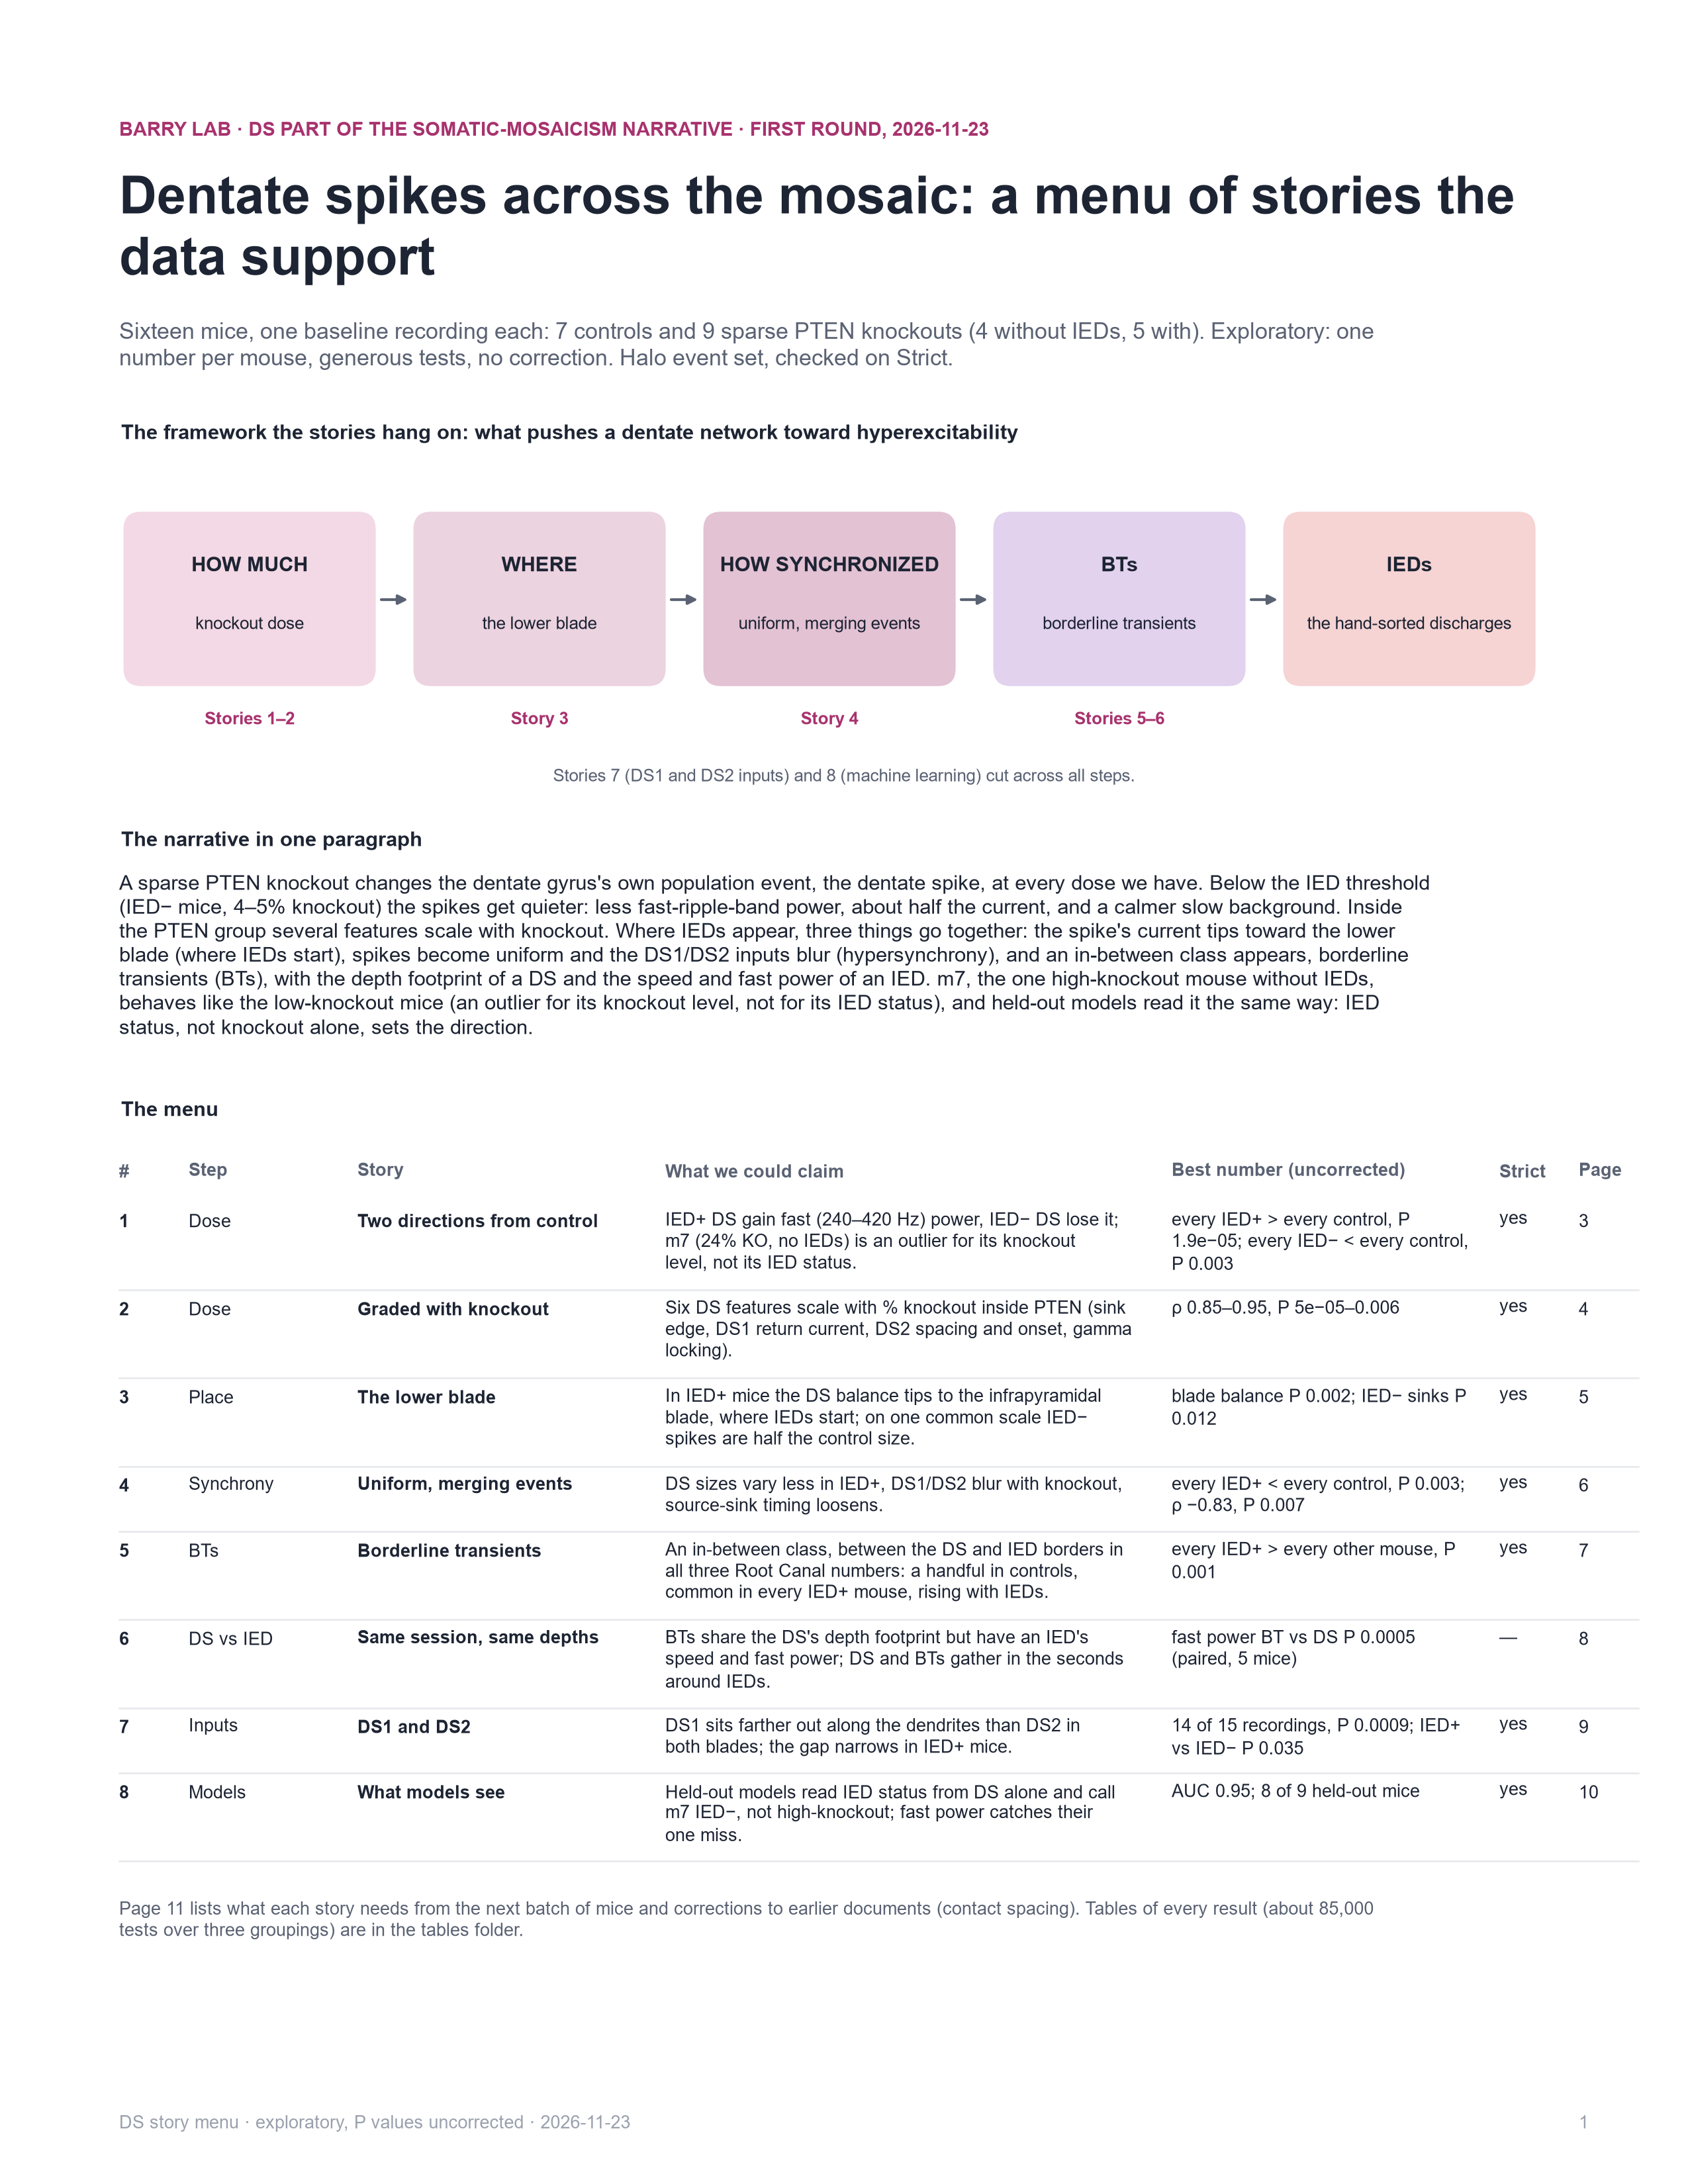 BARRY LAB · DS PART OF THE SOMATIC-MOSAICISM NARRATIVE · FIRST ROUND, 2026-11-23
Dentate spikes across the mosaic: a menu of stories the
data support
Sixteen mice, one baseline recording each: 7 controls and 9 sparse PTEN knockouts (4 without IEDs, 5 with). Exploratory: one
number per mouse, generous tests, no correction. Halo event set, checked on Strict.
The framework the stories hang on: what pushes a dentate network toward hyperexcitability
HOW MUCH
knockout dose
WHERE
the lower blade
HOW SYNCHRONIZED
uniform, merging events
BTs
borderline transients
IEDs
the hand-sorted discharges
Stories 1–2
Story 3
Story 4
Stories 5–6
Stories 7 (DS1 and DS2 inputs) and 8 (machine learning) cut across all steps.
The narrative in one paragraph
A sparse PTEN knockout changes the dentate gyrus's own population event, the dentate spike, at every dose we have. Below the IED threshold
(IED− mice, 4–5% knockout) the spikes get quieter: less fast-ripple-band power, about half the current, and a calmer slow background. Inside
the PTEN group several features scale with knockout. Where IEDs appear, three things go together: the spike's current tips toward the lower
blade (where IEDs start), spikes become uniform and the DS1/DS2 inputs blur (hypersynchrony), and an in-between class appears, borderline
transients (BTs), with the depth footprint of a DS and the speed and fast power of an IED. m7, the one high-knockout mouse without IEDs,
behaves like the low-knockout mice (an outlier for its knockout level, not for its IED status), and held-out models read it the same way: IED
status, not knockout alone, sets the direction.
The menu
# Step Story What we could claim Best number (uncorrected) Strict Page
1 Dose Two directions from control IED+ DS gain fast (240–420 Hz) power, IED− DS lose it; every IED+ > every control, P yes 3
m7 (24% KO, no IEDs) is an outlier for its knockout 1.9e−05; every IED− < every control,
level, not its IED status. P 0.003
2 Dose Graded with knockout Six DS features scale with % knockout inside PTEN (sink ρ 0.85–0.95, P 5e−05–0.006 yes 4
edge, DS1 return current, DS2 spacing and onset, gamma
locking).
3 Place The lower blade In IED+ mice the DS balance tips to the infrapyramidal blade balance P 0.002; IED− sinks P yes 5
blade, where IEDs start; on one common scale IED− 0.012
spikes are half the control size.
4 Synchrony Uniform, merging events DS sizes vary less in IED+, DS1/DS2 blur with knockout, every IED+ < every control, P 0.003; yes 6
source-sink timing loosens. ρ −0.83, P 0.007
5 BTs Borderline transients An in-between class, between the DS and IED borders in every IED+ > every other mouse, P yes 7
all three Root Canal numbers: a handful in controls, 0.001
common in every IED+ mouse, rising with IEDs.
6 DS vs IED Same session, same depths BTs share the DS's depth footprint but have an IED's fast power BT vs DS P 0.0005 — 8
speed and fast power; DS and BTs gather in the seconds (paired, 5 mice)
around IEDs.
7 Inputs DS1 and DS2 DS1 sits farther out along the dendrites than DS2 in 14 of 15 recordings, P 0.0009; IED+ yes 9
both blades; the gap narrows in IED+ mice. vs IED− P 0.035
8 Models What models see Held-out models read IED status from DS alone and call AUC 0.95; 8 of 9 held-out mice yes 10
m7 IED−, not high-knockout; fast power catches their
one miss.
Page 11 lists what each story needs from the next batch of mice and corrections to earlier documents (contact spacing). Tables of every result (about 85,000
tests over three groupings) are in the tables folder.
DS story menu · exploratory, P values uncorrected · 2026-11-23 1